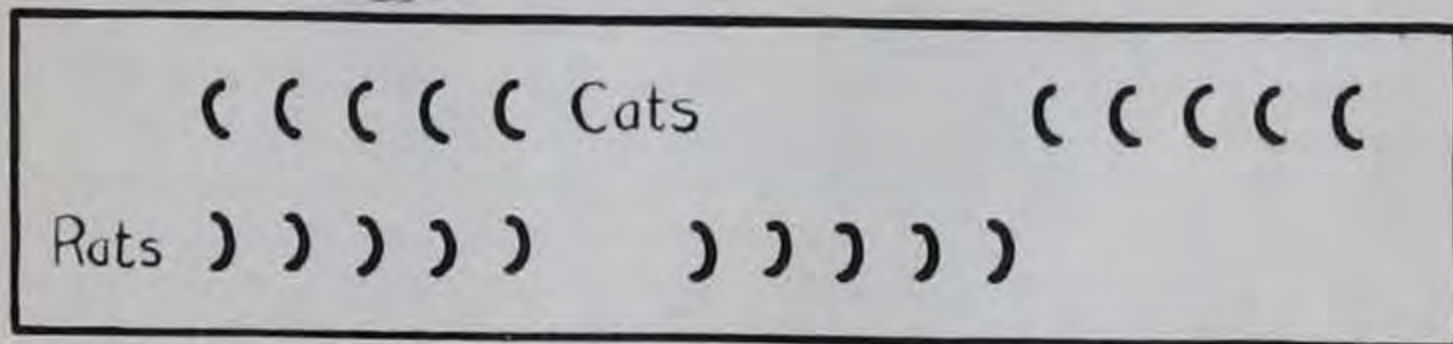 ( ( ( ( ( Cats ( ( ( ( (
Rats ) ) ) ) ) ) ) ) ) )